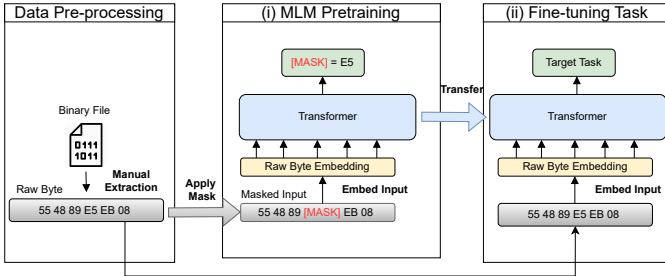 Data Pre-processing
Binary File
0111
1011
Manual
Extraction
Raw Byte
55 48 89 E5 EB 08
Apply
Mask
(i) MLM Pretraining
[MASK] = E5
Transformer
Raw Byte Embedding
Masked Input
Embed Input
55 48 89 [MASK] EB 08
Transfer
(ii) Fine-tuning Task
Target Task
Transformer
Raw Byte Embedding
Embed Input
55 48 89 E5 EB 08